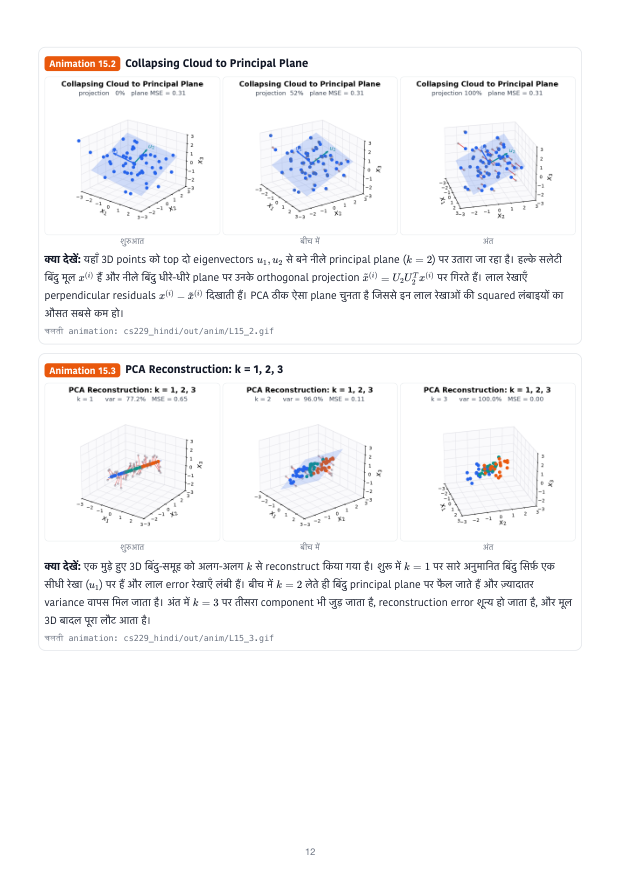 Animation 15.2 Collapsing Cloud to Principal Plane
Collapsing Cloud to Principal Plane
projection 0% plane MSE = 0.31
Collapsing Cloud to Principal Plane
projection 52% plane MSE = 0.31
Collapsing Cloud to Principal Plane
projection 100% plane MSE = 0.31
शुरुआत
बीच में
अंत
क्या देखें: यहाँ 3D points को top दो eigenvectors u₁, u₂ से बने नीले principal plane (k = 2) पर उतारा जा रहा है। हल्के सलेटी
बिंदु मूल x⁽ⁱ⁾ हैं और नीले बिंदु धीरे-धीरे plane पर उनके orthogonal projection x̃⁽ⁱ⁾ = U₂U₂ᵀx⁽ⁱ⁾ पर गिरते हैं। लाल रेखाएँ
perpendicular residuals x⁽ⁱ⁾ − x̃⁽ⁱ⁾ दिखाती हैं। PCA ठीक ऐसा plane चुनता है जिससे इन लाल रेखाओं की squared लंबाइयों का
औसत सबसे कम हो।
चलती animation: cs229_hindi/out/anim/L15_2.gif
Animation 15.3 PCA Reconstruction: k = 1, 2, 3
PCA Reconstruction: k = 1, 2, 3
k = 1 var = 77.2% MSE = 0.65
PCA Reconstruction: k = 1, 2, 3
k = 2 var = 96.0% MSE = 0.11
PCA Reconstruction: k = 1, 2, 3
k = 3 var = 100.0% MSE = 0.00
शुरुआत
बीच में
अंत
क्या देखें: एक मुड़े हुए 3D बिंदु-समूह को अलग-अलग k से reconstruct किया गया है। शुरू में k = 1 पर सारे अनुमानित बिंदु सिर्फ़ एक
सीधी रेखा (u₁) पर हैं और लाल error रेखाएँ लंबी हैं। बीच में k = 2 लेते ही बिंदु principal plane पर फैल जाते हैं और ज़्यादातर
variance वापस मिल जाता है। अंत में k = 3 पर तीसरा component भी जुड़ जाता है, reconstruction error शून्य हो जाता है, और मूल
3D बादल पूरा लौट आता है।
चलती animation: cs229_hindi/out/anim/L15_3.gif
12